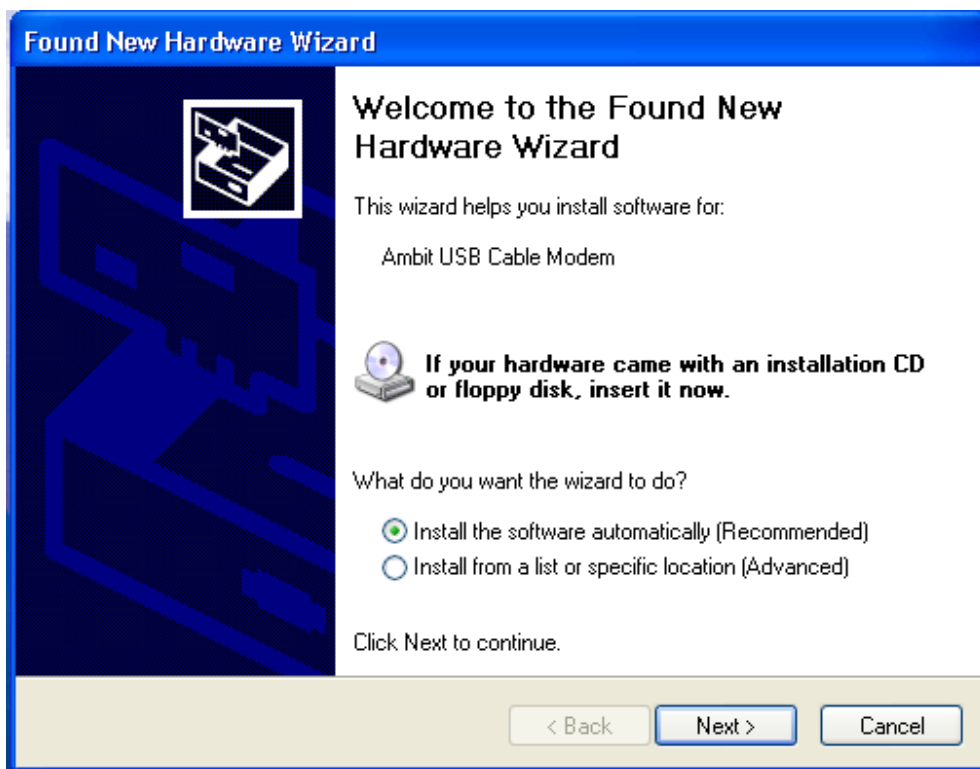 Found New Hardware Wizard
Welcome to the Found New
Hardware Wizard
This wizard helps you install software for:
Ambit USB Cable Modem
If your hardware came with an installation CD
or floppy disk, insert it now.
What do you want the wizard to do?
Install the software automatically (Recommended)
Install from a list or specific location (Advanced)
Click Next to continue.
< Back
Next >
Cancel